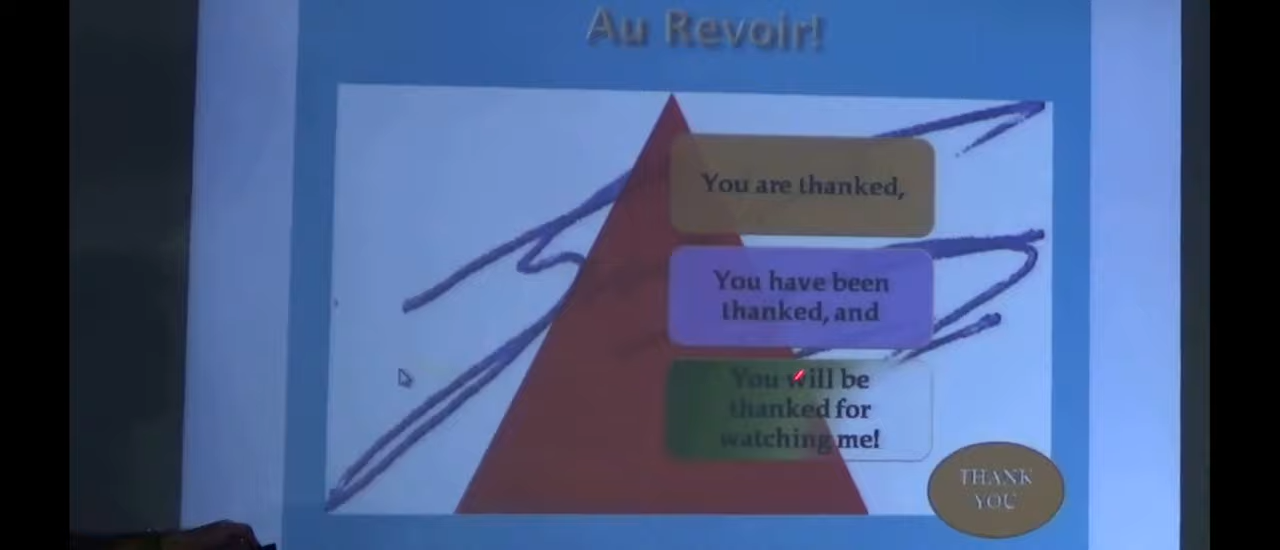 Au Revoir!
You are thanked,
You have been
thanked, and
You will be
thanked for
watching me!
THANK
YOU